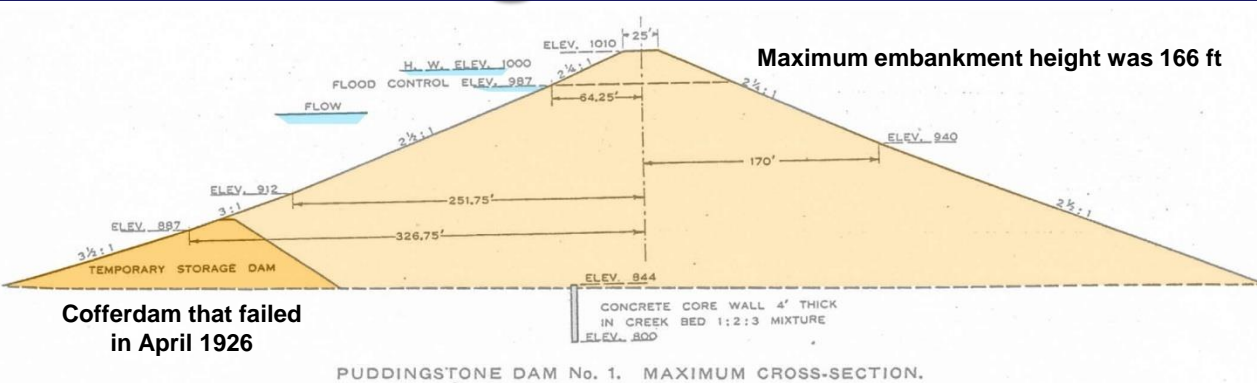 ELEV. 1010
25'
Maximum embankment height was 166 ft
H. W. ELEV. 1000
2¼:1
FLOOD CONTROL ELEV. 987
2¼:1
64.25'
FLOW
2½:1
ELEV. 940
170'
ELEV. 912
251.75'
3:1
2½:1
ELEV. 887
326.75'
3½:1
TEMPORARY STORAGE DAM
ELEV. 844
Cofferdam that failed
in April 1926
CONCRETE CORE WALL 4' THICK
IN CREEK BED 1:2:3 MIXTURE
ELEV. 800
PUDDINGSTONE DAM No. 1. MAXIMUM CROSS-SECTION.